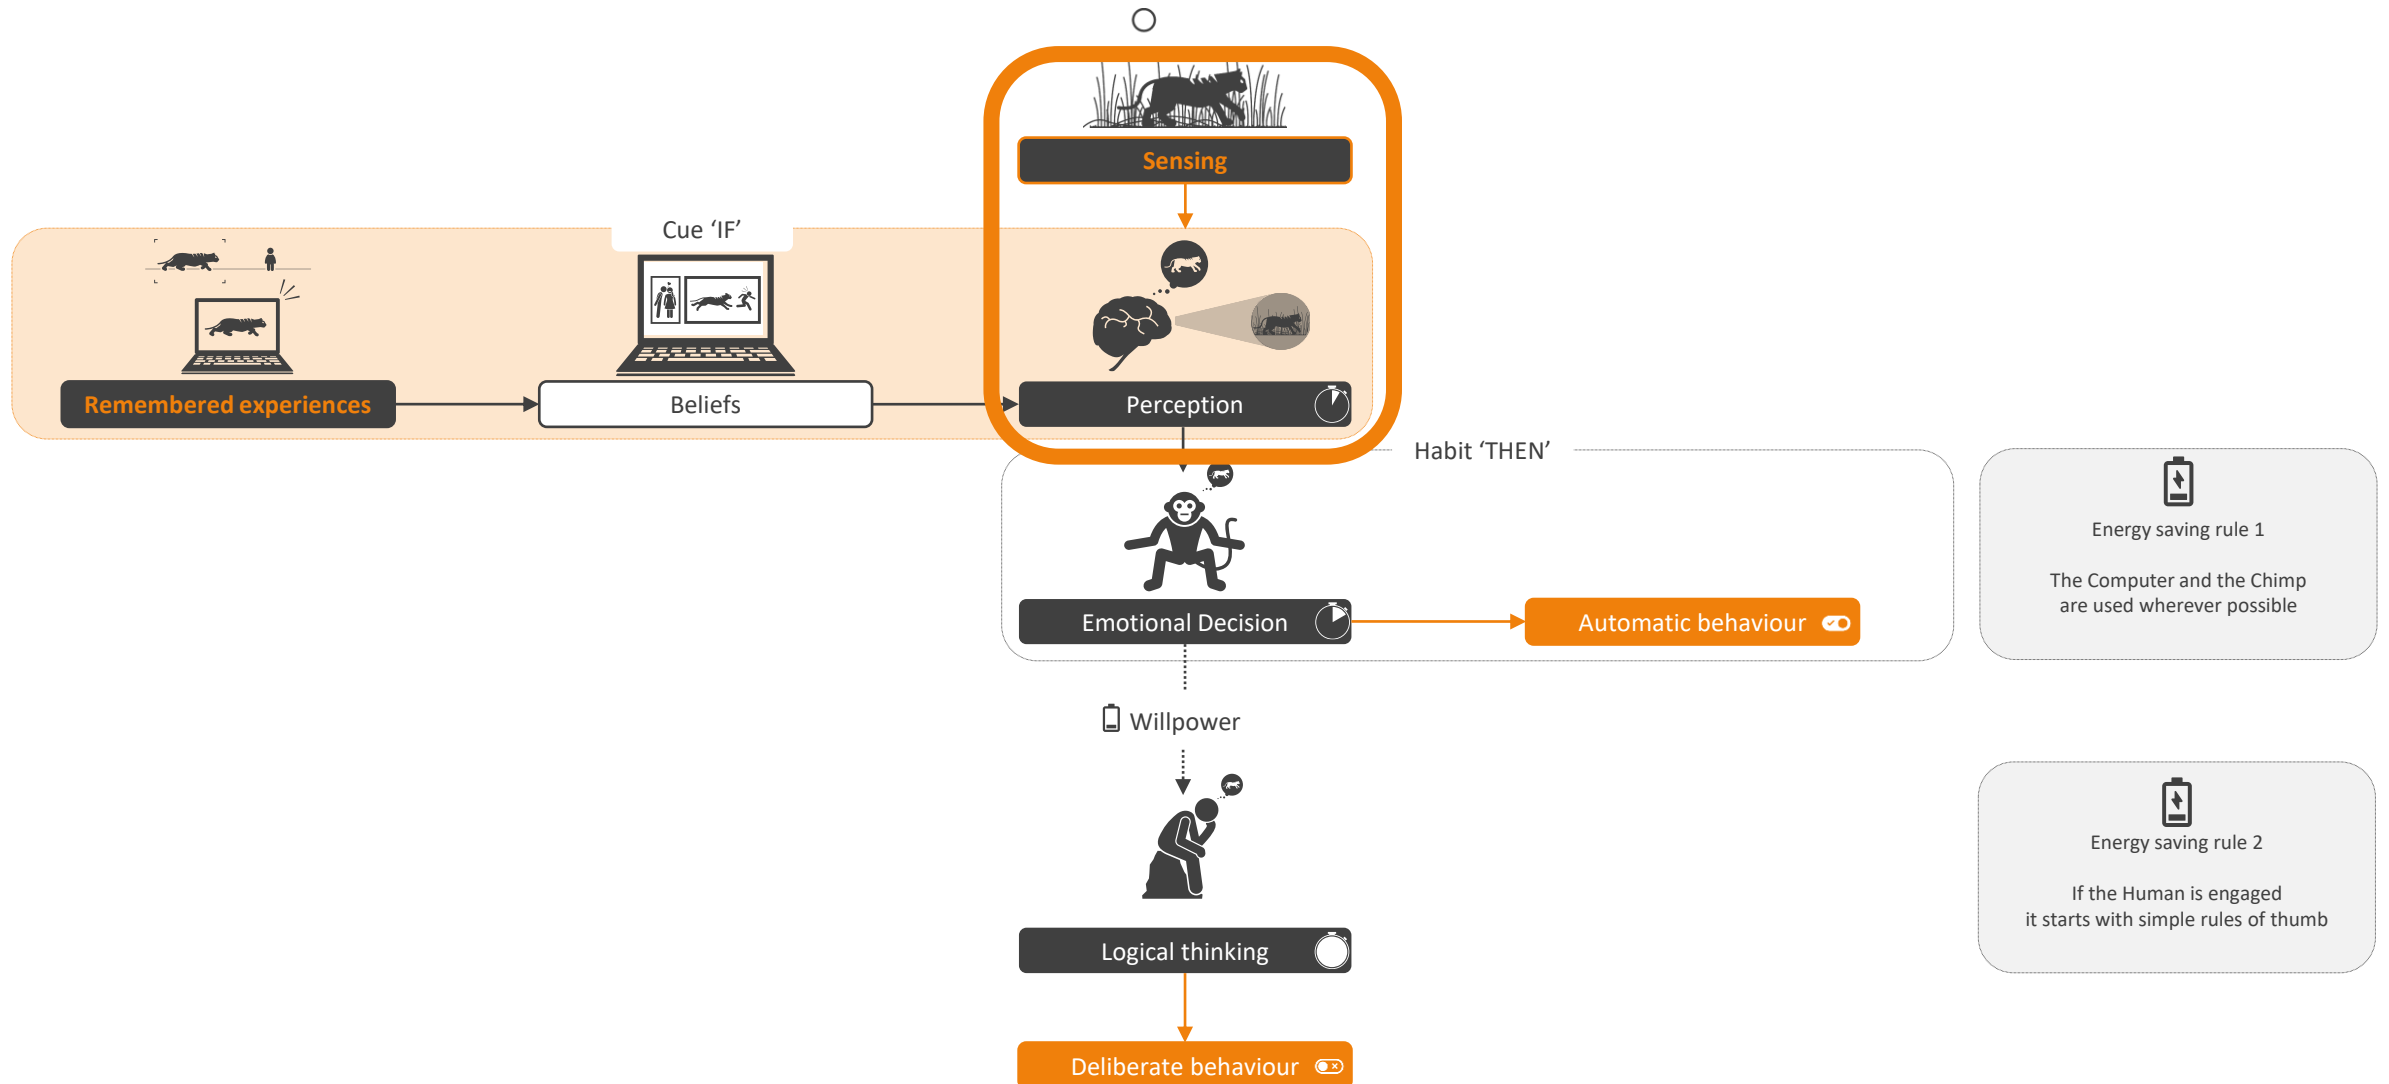 Sensing
Cue ‘IF’
Remembered experiences
Beliefs
Perception
Habit ‘THEN’
Energy saving rule 1
The Computer and the Chimp
are used wherever possible
Emotional Decision
Automatic behaviour
Willpower
Energy saving rule 2
If the Human is engaged
it starts with simple rules of thumb
Logical thinking
Deliberate behaviour